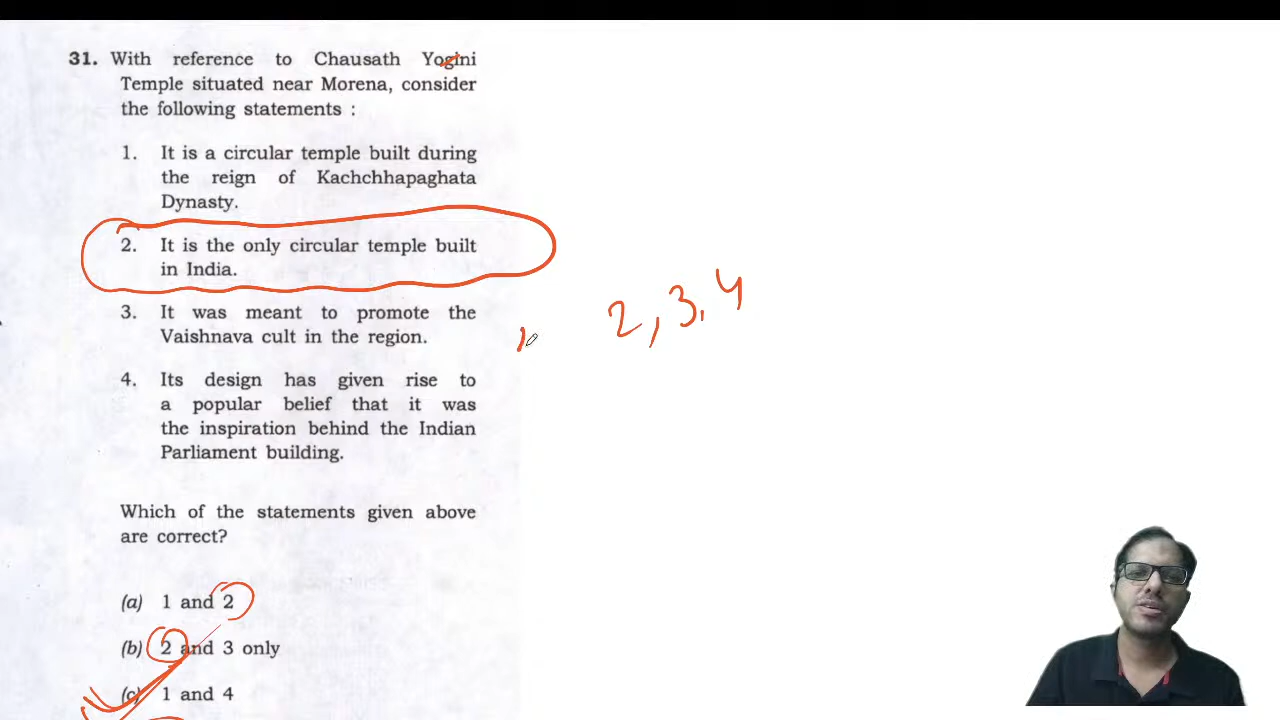 31. With reference to Chausath Yogini
Temple situated near Morena, consider
the following statements :
1. It is a circular temple built during
the reign of Kachchhapaghata
Dynasty.
2. It is the only circular temple built
in India.
3. It was meant to promote the
Vaishnava cult in the region.
2, 3, 4
4. Its design has given rise to
a popular belief that it was
the inspiration behind the Indian
Parliament building.
Which of the statements given above
are correct?
(a) 1 and 2
(b) 2 and 3 only
(c) 1 and 4